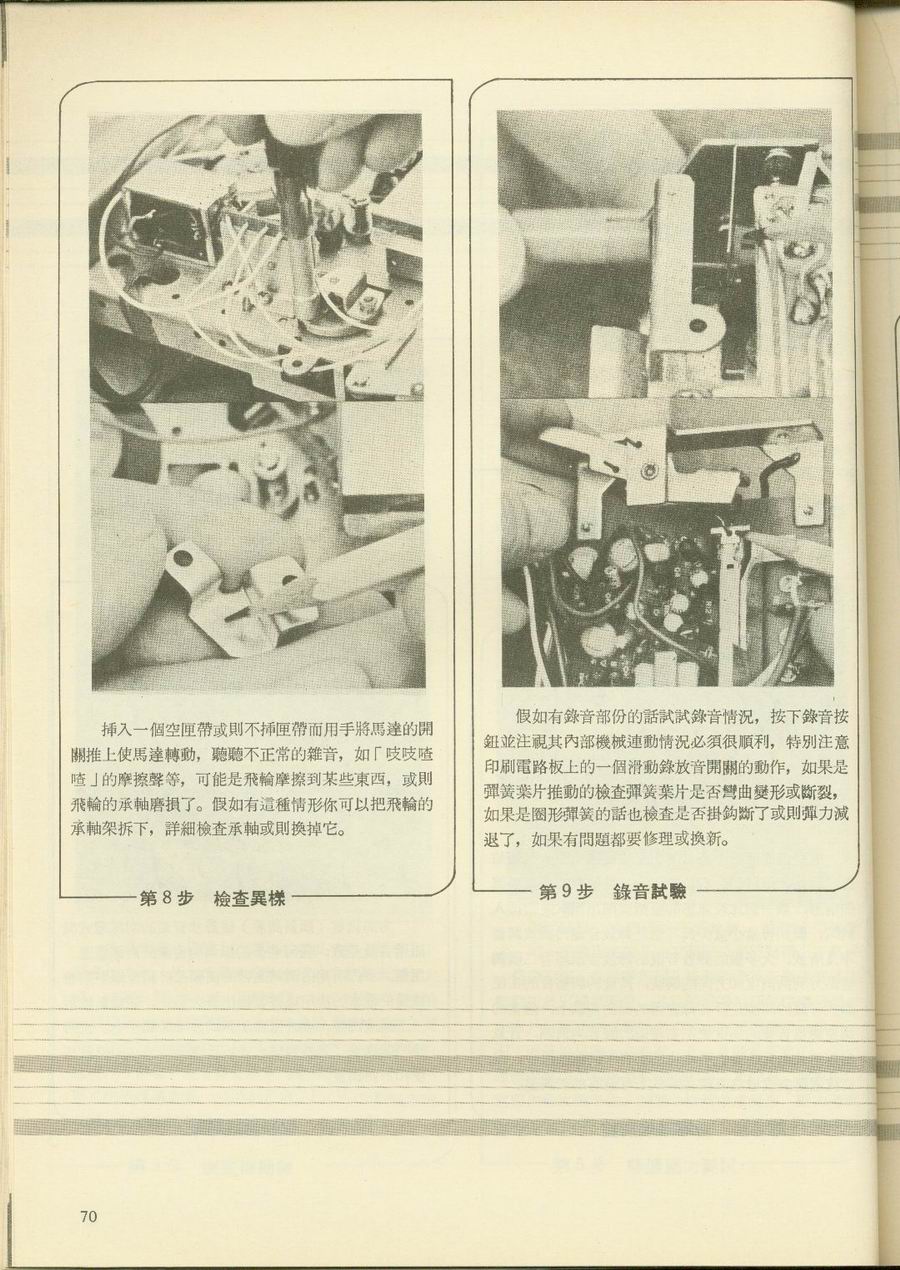 挿入一個空匣帶或則不挿匣帶而用手將馬達的開
關推上使馬達轉動，聽聽不正常的雜音，如「吱吱喳
喳」的摩擦聲等，可能是飛輪摩擦到某些東西，或則
飛輪的承軸磨損了。假如有這種情形你可以把飛輪的
承軸架拆下，詳細檢查承軸或則換掉它。
第8步　檢查異樣
假如有錄音部份的話試試錄音情況，按下錄音按
鈕並注視其內部機械連動情況必須很順利，特別注意
印刷電路板上的一個滑動錄放音開關的動作，如果是
彈簧葉片推動的檢查彈簧葉片是否彎曲變形或斷裂，
如果是圈形彈簧的話也檢查是否掛鈎斷了或則彈力減
退了，如果有問題都要修理或換新。
第9步　錄音試驗
70